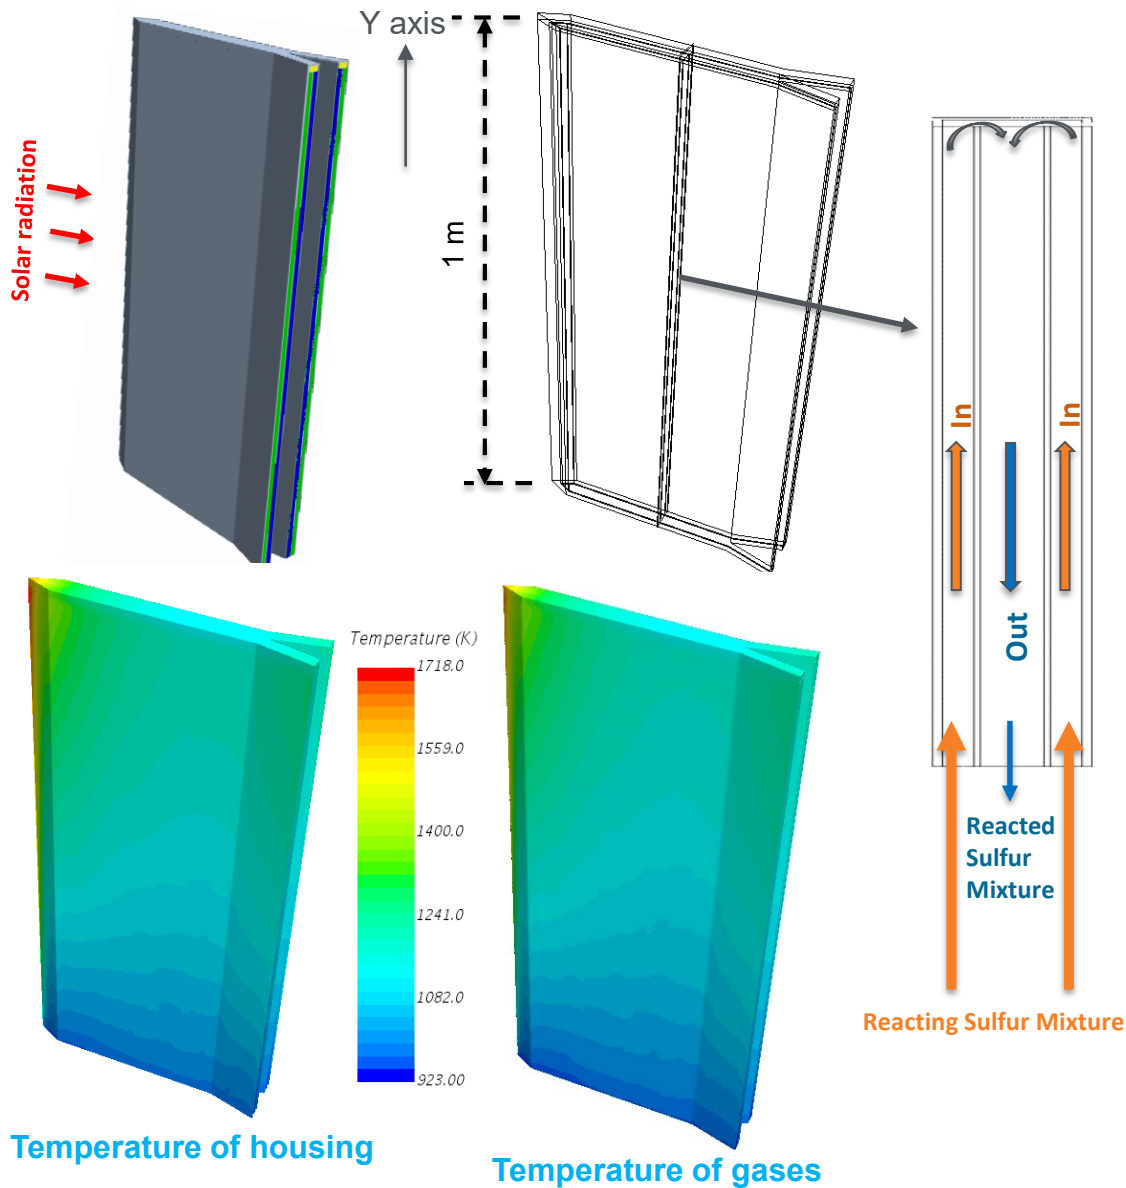 Y axis
Solar radiation
1 m
In
In
Out
Reacted
Sulfur
Mixture
Reacting Sulfur Mixture
Temperature (K)
1718.0
1559.0
1400.0
1241.0
1082.0
923.00
Temperature of housing
Temperature of gases